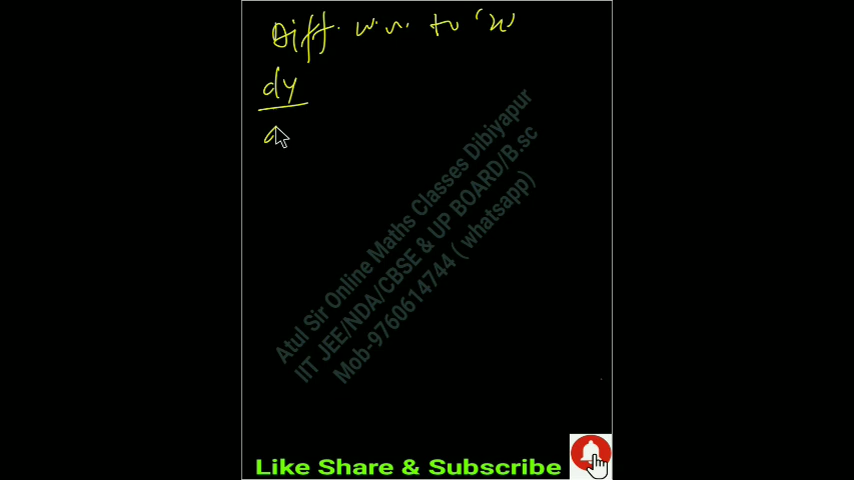 Diff. w.r. to 'x'
dy
d
Atul Sir Online Maths Classes Dibiyapur
IIT JEE/NDA/CBSE & UP BOARD/B.sc
Mob-9760614744 ( whatsapp)
Like Share & Subscribe